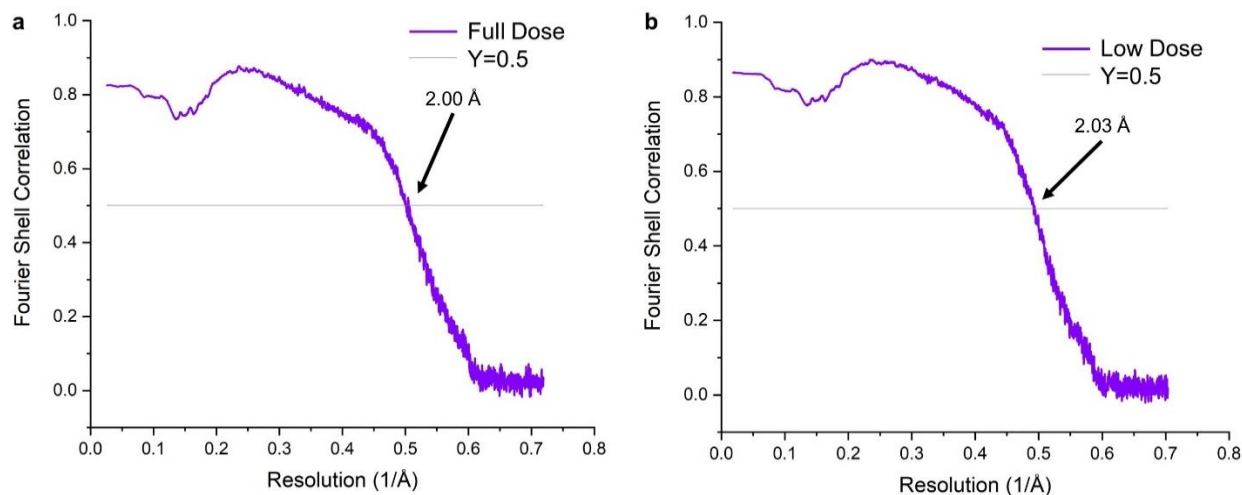 a
1.0
0.8
0.6
0.4
0.2
0.0
Fourier Shell Correlation
Full Dose
Y=0.5
2.00 Å
0.0 0.1 0.2 0.3 0.4 0.5 0.6 0.7 0.8
Resolution (1/Å)
b
1.0
0.8
0.6
0.4
0.2
0.0
Fourier Shell Correlation
Low Dose
Y=0.5
2.03 Å
0.0 0.1 0.2 0.3 0.4 0.5 0.6 0.7 0.8
Resolution (1/Å)